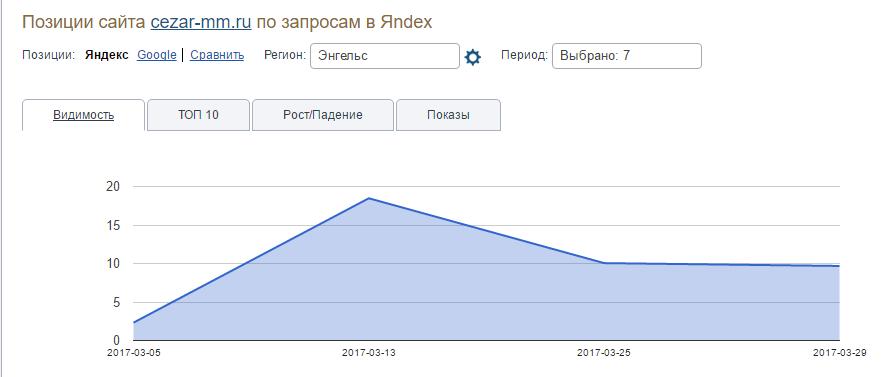 Позиции сайта cezar-mm.ru по запросам в Яndex
Позиции: Яндекс Google | Сравнить Регион: Энгельс Период: Выбрано: 7
Видимость ТОП 10 Рост/Падение Показы
20
15
10
5
0
2017-03-05 2017-03-13 2017-03-25 2017-03-29